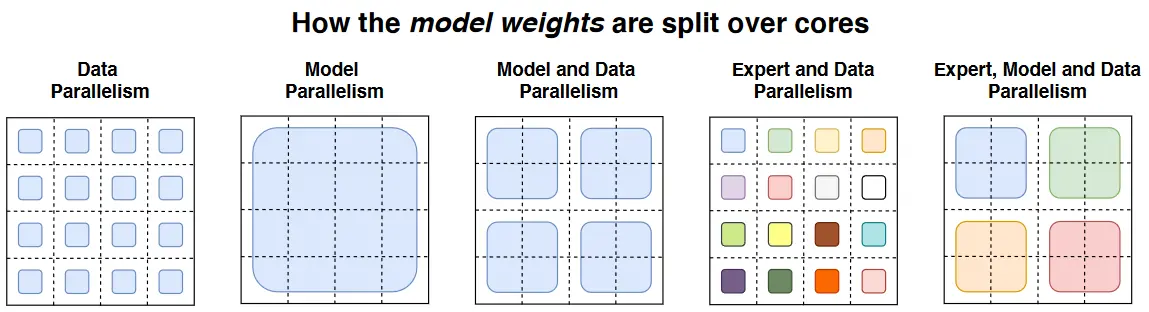 How the model weights are split over cores
Data
Parallelism
Model
Parallelism
Model and Data
Parallelism
Expert and Data
Parallelism
Expert, Model and Data
Parallelism